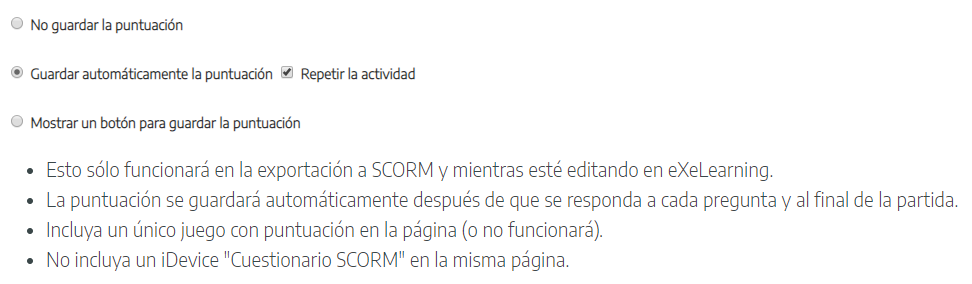 No guardar la puntuación
Guardar automáticamente la puntuación Repetir la actividad
Mostrar un botón para guardar la puntuación
• Esto sólo funcionará en la exportación a SCORM y mientras esté editando en eXeLearning.
• La puntuación se guardará automáticamente después de que se responda a cada pregunta y al final de la partida.
• Incluya un único juego con puntuación en la página (o no funcionará).
• No incluya un iDevice "Cuestionario SCORM" en la misma página.